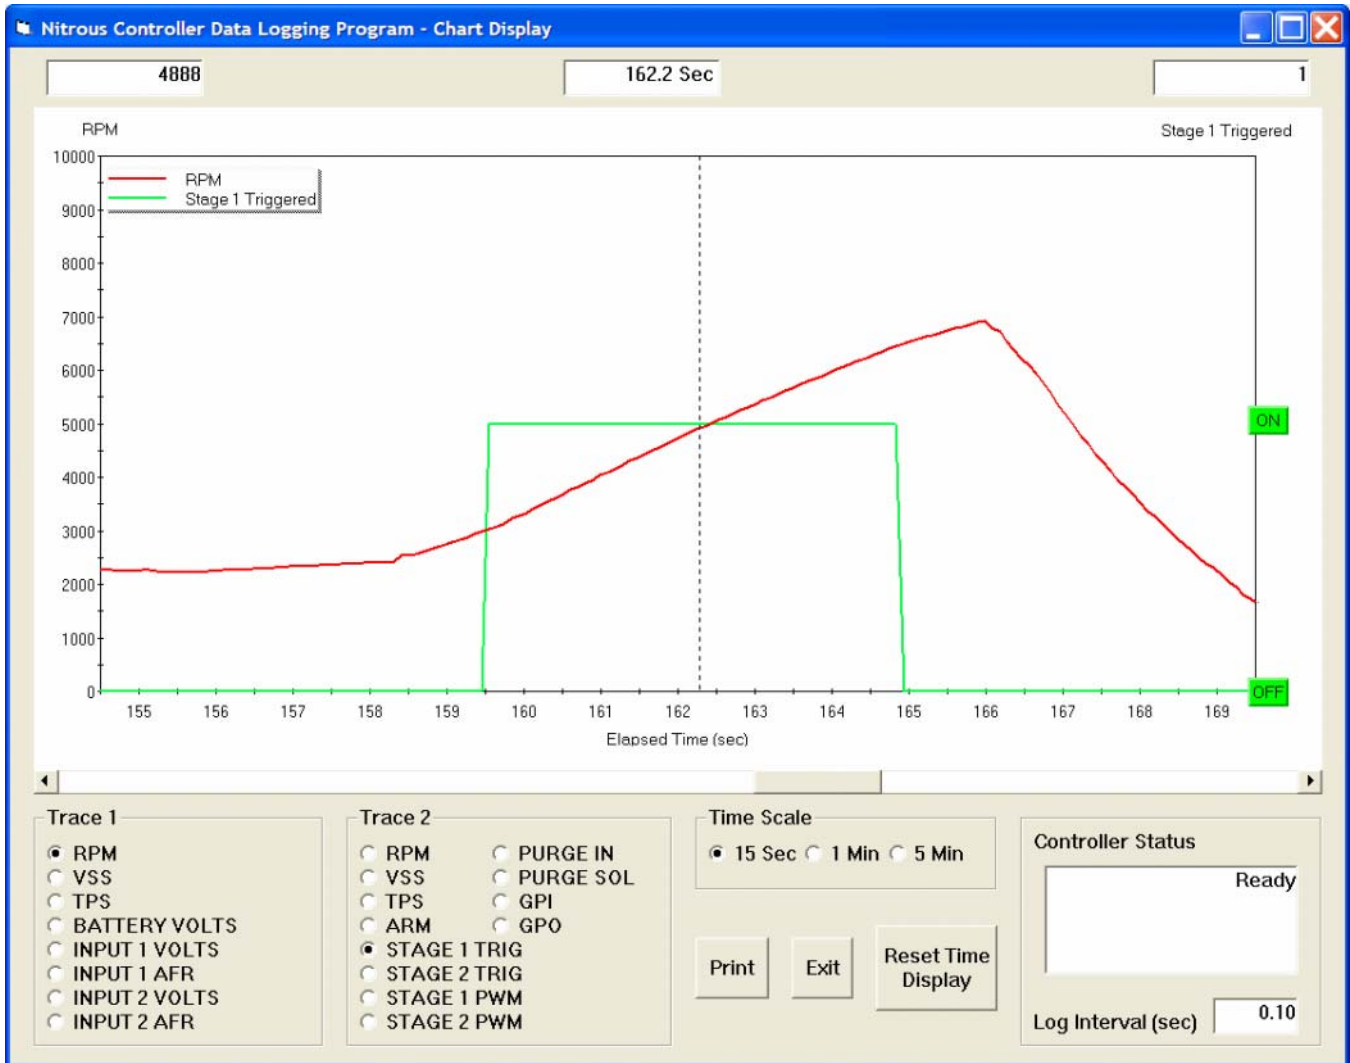 Nitrous Controller Data Logging Program - Chart Display
4888
162.2 Sec
1
RPM
Stage 1 Triggered
10000
9000
8000
7000
6000
5000
4000
3000
2000
1000
0
RPM
Stage 1 Triggered
ON
OFF
155 156 157 158 159 160 161 162 163 164 165 166 167 168 169
Elapsed Time (sec)
Trace 1
RPM
VSS
TPS
BATTERY VOLTS
INPUT 1 VOLTS
INPUT 1 AFR
INPUT 2 VOLTS
INPUT 2 AFR
Trace 2
RPM
VSS
TPS
ARM
STAGE 1 TRIG
STAGE 2 TRIG
STAGE 1 PWM
STAGE 2 PWM
PURGE IN
PURGE SOL
GPI
GPO
Time Scale
15 Sec 1 Min 5 Min
Print
Exit
Reset Time
Display
Controller Status
Ready
Log Interval (sec) 0.10